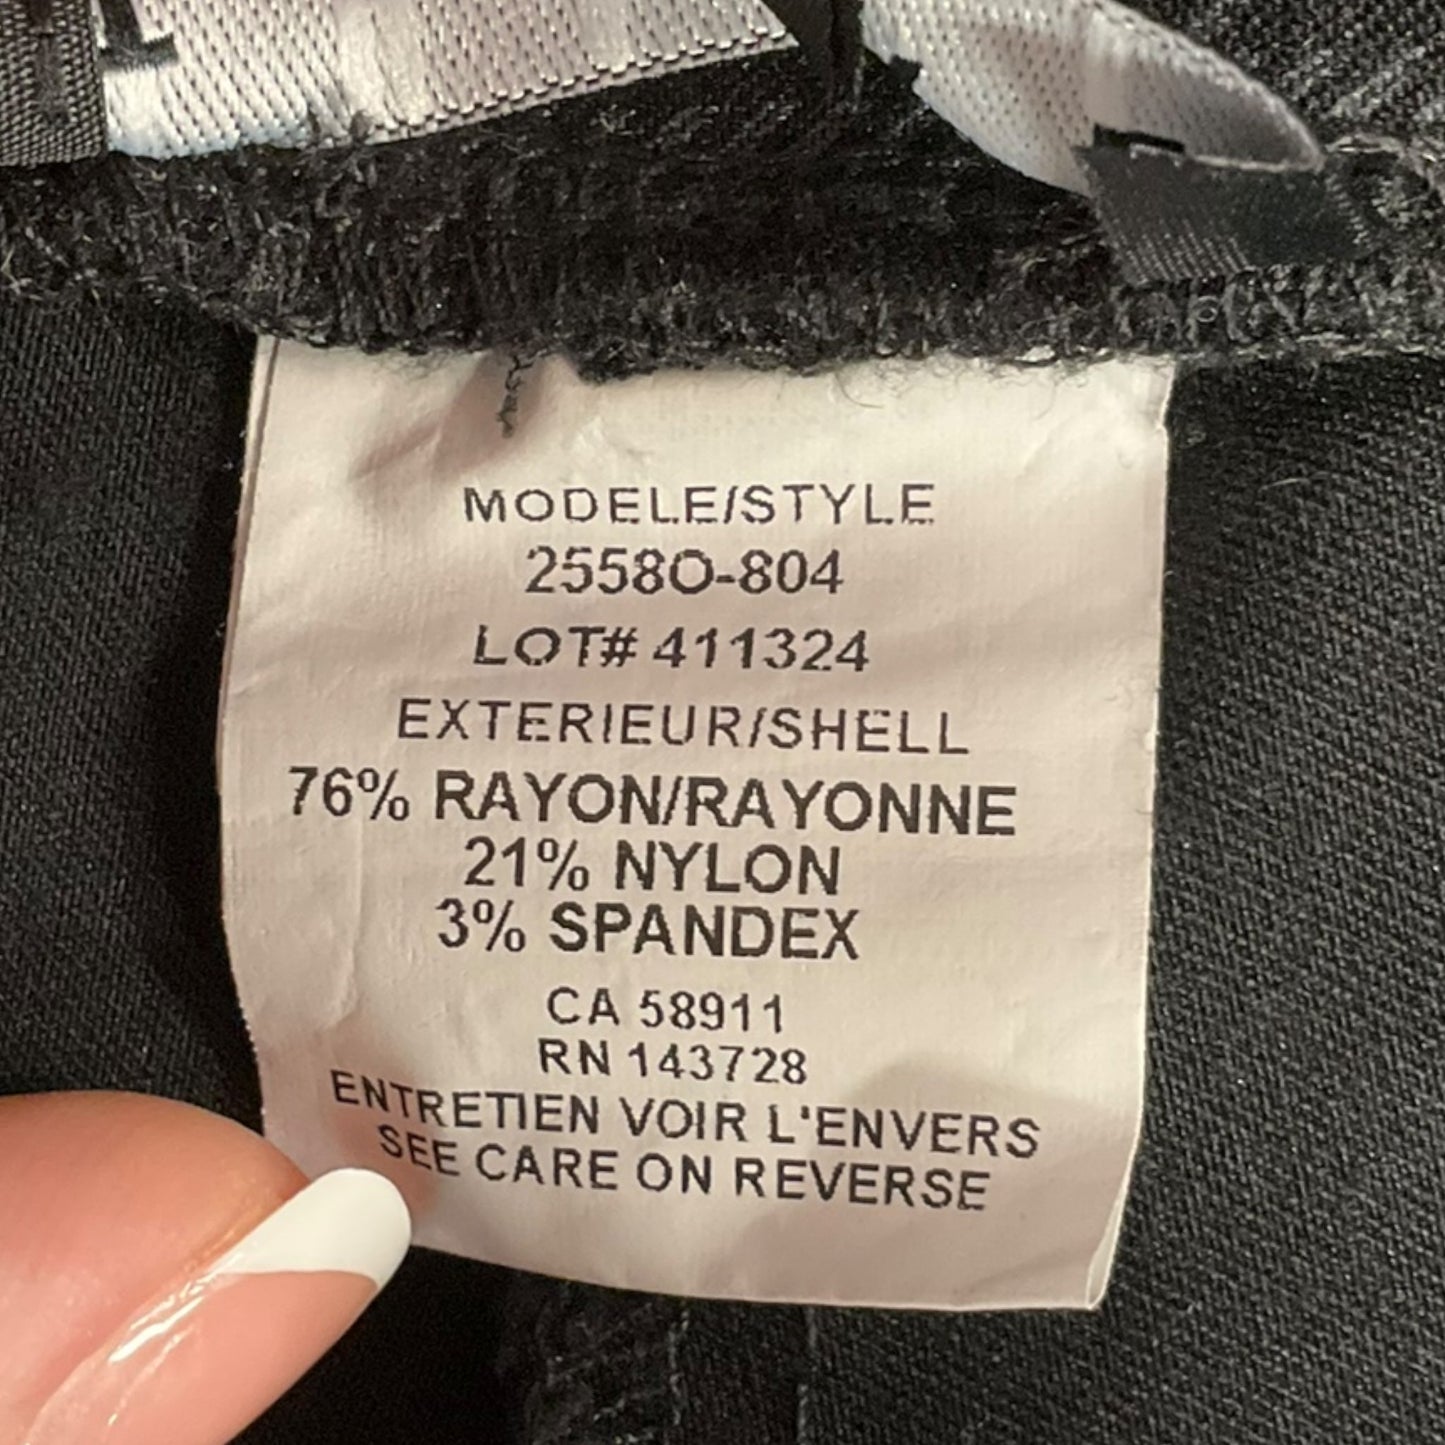 MODELE/STYLE
2558O-804
LOT# 411324
EXTERIEUR/SHELL
76% RAYON/RAYONNE
21% NYLON
3% SPANDEX
CA 58911
RN 143728
ENTRETIEN VOIR L'ENVERS
SEE CARE ON REVERSE